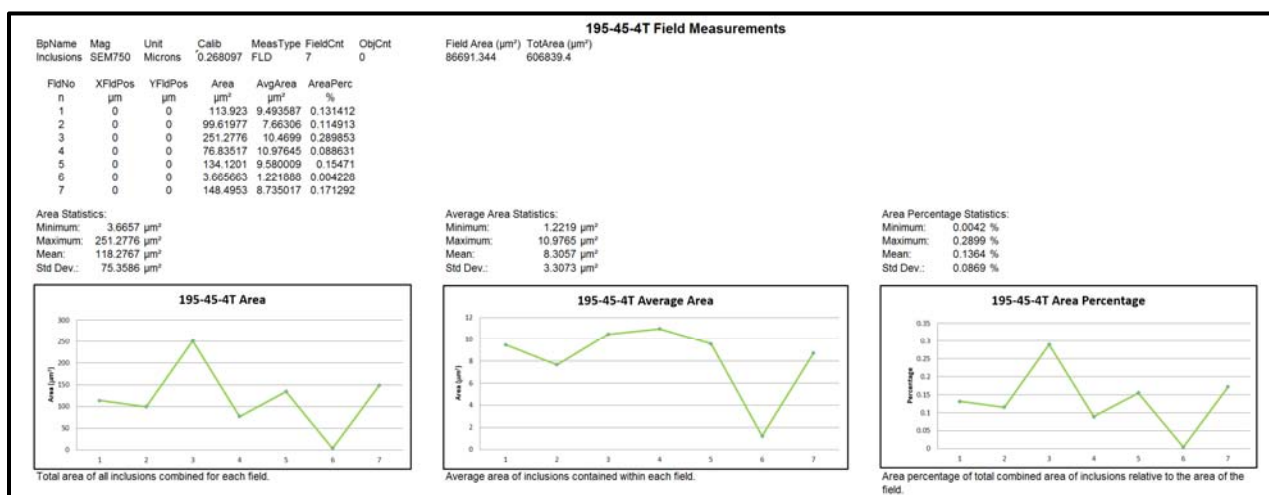 195-45-4T Field Measurements
BpName Mag Unit Calib MeasType FieldCnt ObjCnt Field Area (µm²) TotArea (µm²)
Inclusions SEM750 Microns 0.268097 FLD 7 0 86691.344 606839.4
FldNo XFldPos YFldPos Area AvgArea AreaPerc
n µm µm µm² µm² %
1 0 0 113.923 9.493587 0.131412
2 0 0 99.61977 7.66306 0.114913
3 0 0 251.2776 10.4699 0.289853
4 0 0 76.83517 10.97645 0.088631
5 0 0 134.1201 9.580009 0.15471
6 0 0 3.665663 1.221888 0.004228
7 0 0 148.4953 8.735017 0.171292
Area Statistics:
Minimum: 3.6657 µm²
Maximum: 251.2776 µm²
Mean: 118.2767 µm²
Std Dev.: 75.3586 µm²
Average Area Statistics:
Minimum: 1.2219 µm²
Maximum: 10.9765 µm²
Mean: 8.3057 µm²
Std Dev.: 3.3073 µm²
Area Percentage Statistics:
Minimum: 0.0042 %
Maximum: 0.2899 %
Mean: 0.1364 %
Std Dev.: 0.0869 %
195-45-4T Area
Area (µm²)
300
250
200
150
100
50
0
1 2 3 4 5 6 7
Total area of all inclusions combined for each field.
195-45-4T Average Area
Area (µm²)
12
10
8
6
4
2
0
1 2 3 4 5 6 7
Average area of inclusions contained within each field.
195-45-4T Area Percentage
Percentage
0.35
0.3
0.25
0.2
0.15
0.1
0.05
0
1 2 3 4 5 6 7
Area percentage of total combined area of inclusions relative to the area of the
field.